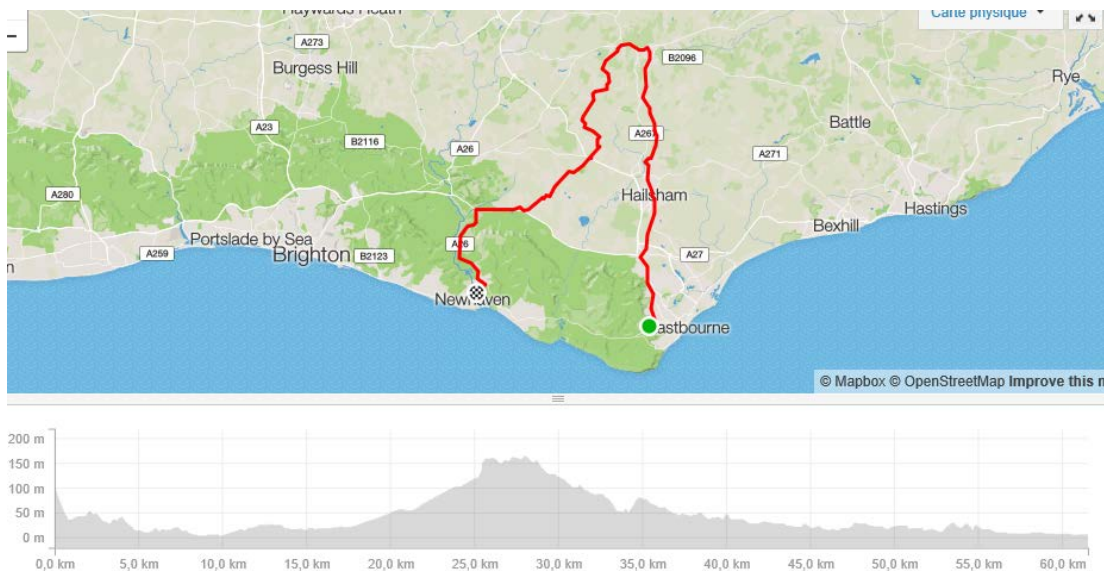 Haywards Heath
Carte physique
A273
Burgess Hill
B2096
Rye
A23
B2116
A26
A267
Battle
A271
A280
Hailsham
Hastings
Bexhill
Portslade by Sea
A259
Brighton
B2123
A26
A27
n
Newhaven
astbourne
© Mapbox © OpenStreetMap Improve this n
200 m
150 m
100 m
50 m
0 m
0,0 km 5,0 km 10,0 km 15,0 km 20,0 km 25,0 km 30,0 km 35,0 km 40,0 km 45,0 km 50,0 km 55,0 km 60,0 km